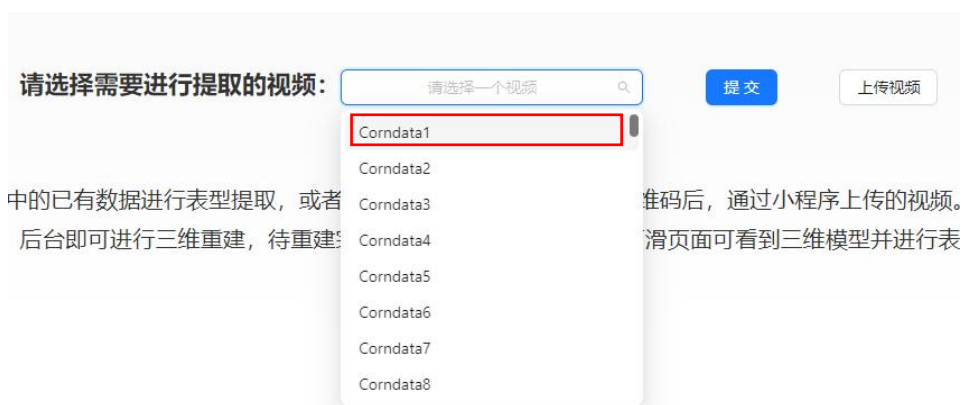 请选择需要进行提取的视频： 请选择一个视频 提 交 上传视频
Corndata1
Corndata2
中的已有数据进行表型提取，或者 Corndata3 维码后，通过小程序上传的视频。
后台即可进行三维重建，待重建 Corndata4 滑页面可看到三维模型并进行表
Corndata5
Corndata6
Corndata7
Corndata8